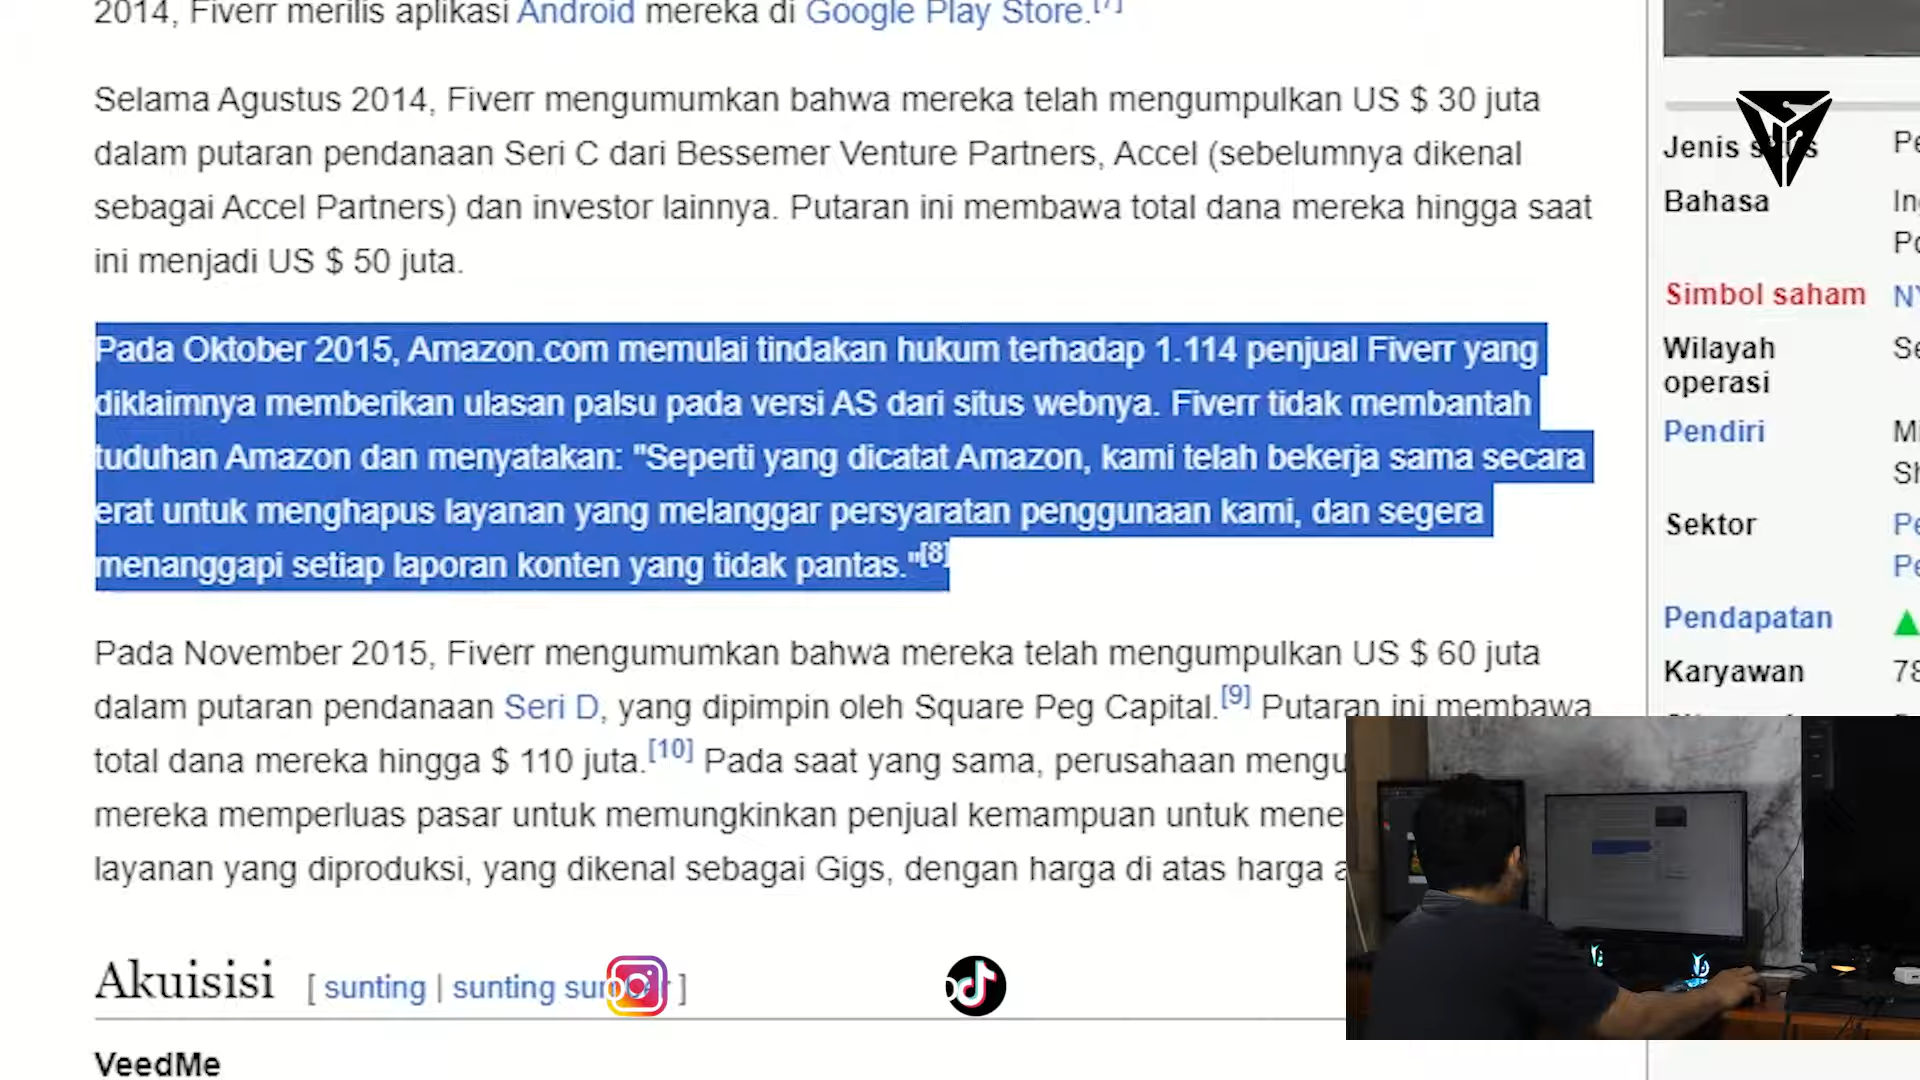 2014, Fiverr merilis aplikasi Android mereka di Google Play Store.[7]
Selama Agustus 2014, Fiverr mengumumkan bahwa mereka telah mengumpulkan US $ 30 juta
dalam putaran pendanaan Seri C dari Bessemer Venture Partners, Accel (sebelumnya dikenal
sebagai Accel Partners) dan investor lainnya. Putaran ini membawa total dana mereka hingga saat
ini menjadi US $ 50 juta.
Pada Oktober 2015, Amazon.com memulai tindakan hukum terhadap 1.114 penjual Fiverr yang
diklaimnya memberikan ulasan palsu pada versi AS dari situs webnya. Fiverr tidak membantah
tuduhan Amazon dan menyatakan: "Seperti yang dicatat Amazon, kami telah bekerja sama secara
erat untuk menghapus layanan yang melanggar persyaratan penggunaan kami, dan segera
menanggapi setiap laporan konten yang tidak pantas."[8]
Pada November 2015, Fiverr mengumumkan bahwa mereka telah mengumpulkan US $ 60 juta
dalam putaran pendanaan Seri D, yang dipimpin oleh Square Peg Capital.[9] Putaran ini membawa
total dana mereka hingga $ 110 juta.[10] Pada saat yang sama, perusahaan mengu
mereka memperluas pasar untuk memungkinkan penjual kemampuan untuk mene
layanan yang diproduksi, yang dikenal sebagai Gigs, dengan harga di atas harga a
Akuisisi [ sunting | sunting ]
VeedMe
Jenis
Bahasa
Simbol saham
Wilayah
operasi
Pendiri
Sektor
Pendapatan
Karyawan